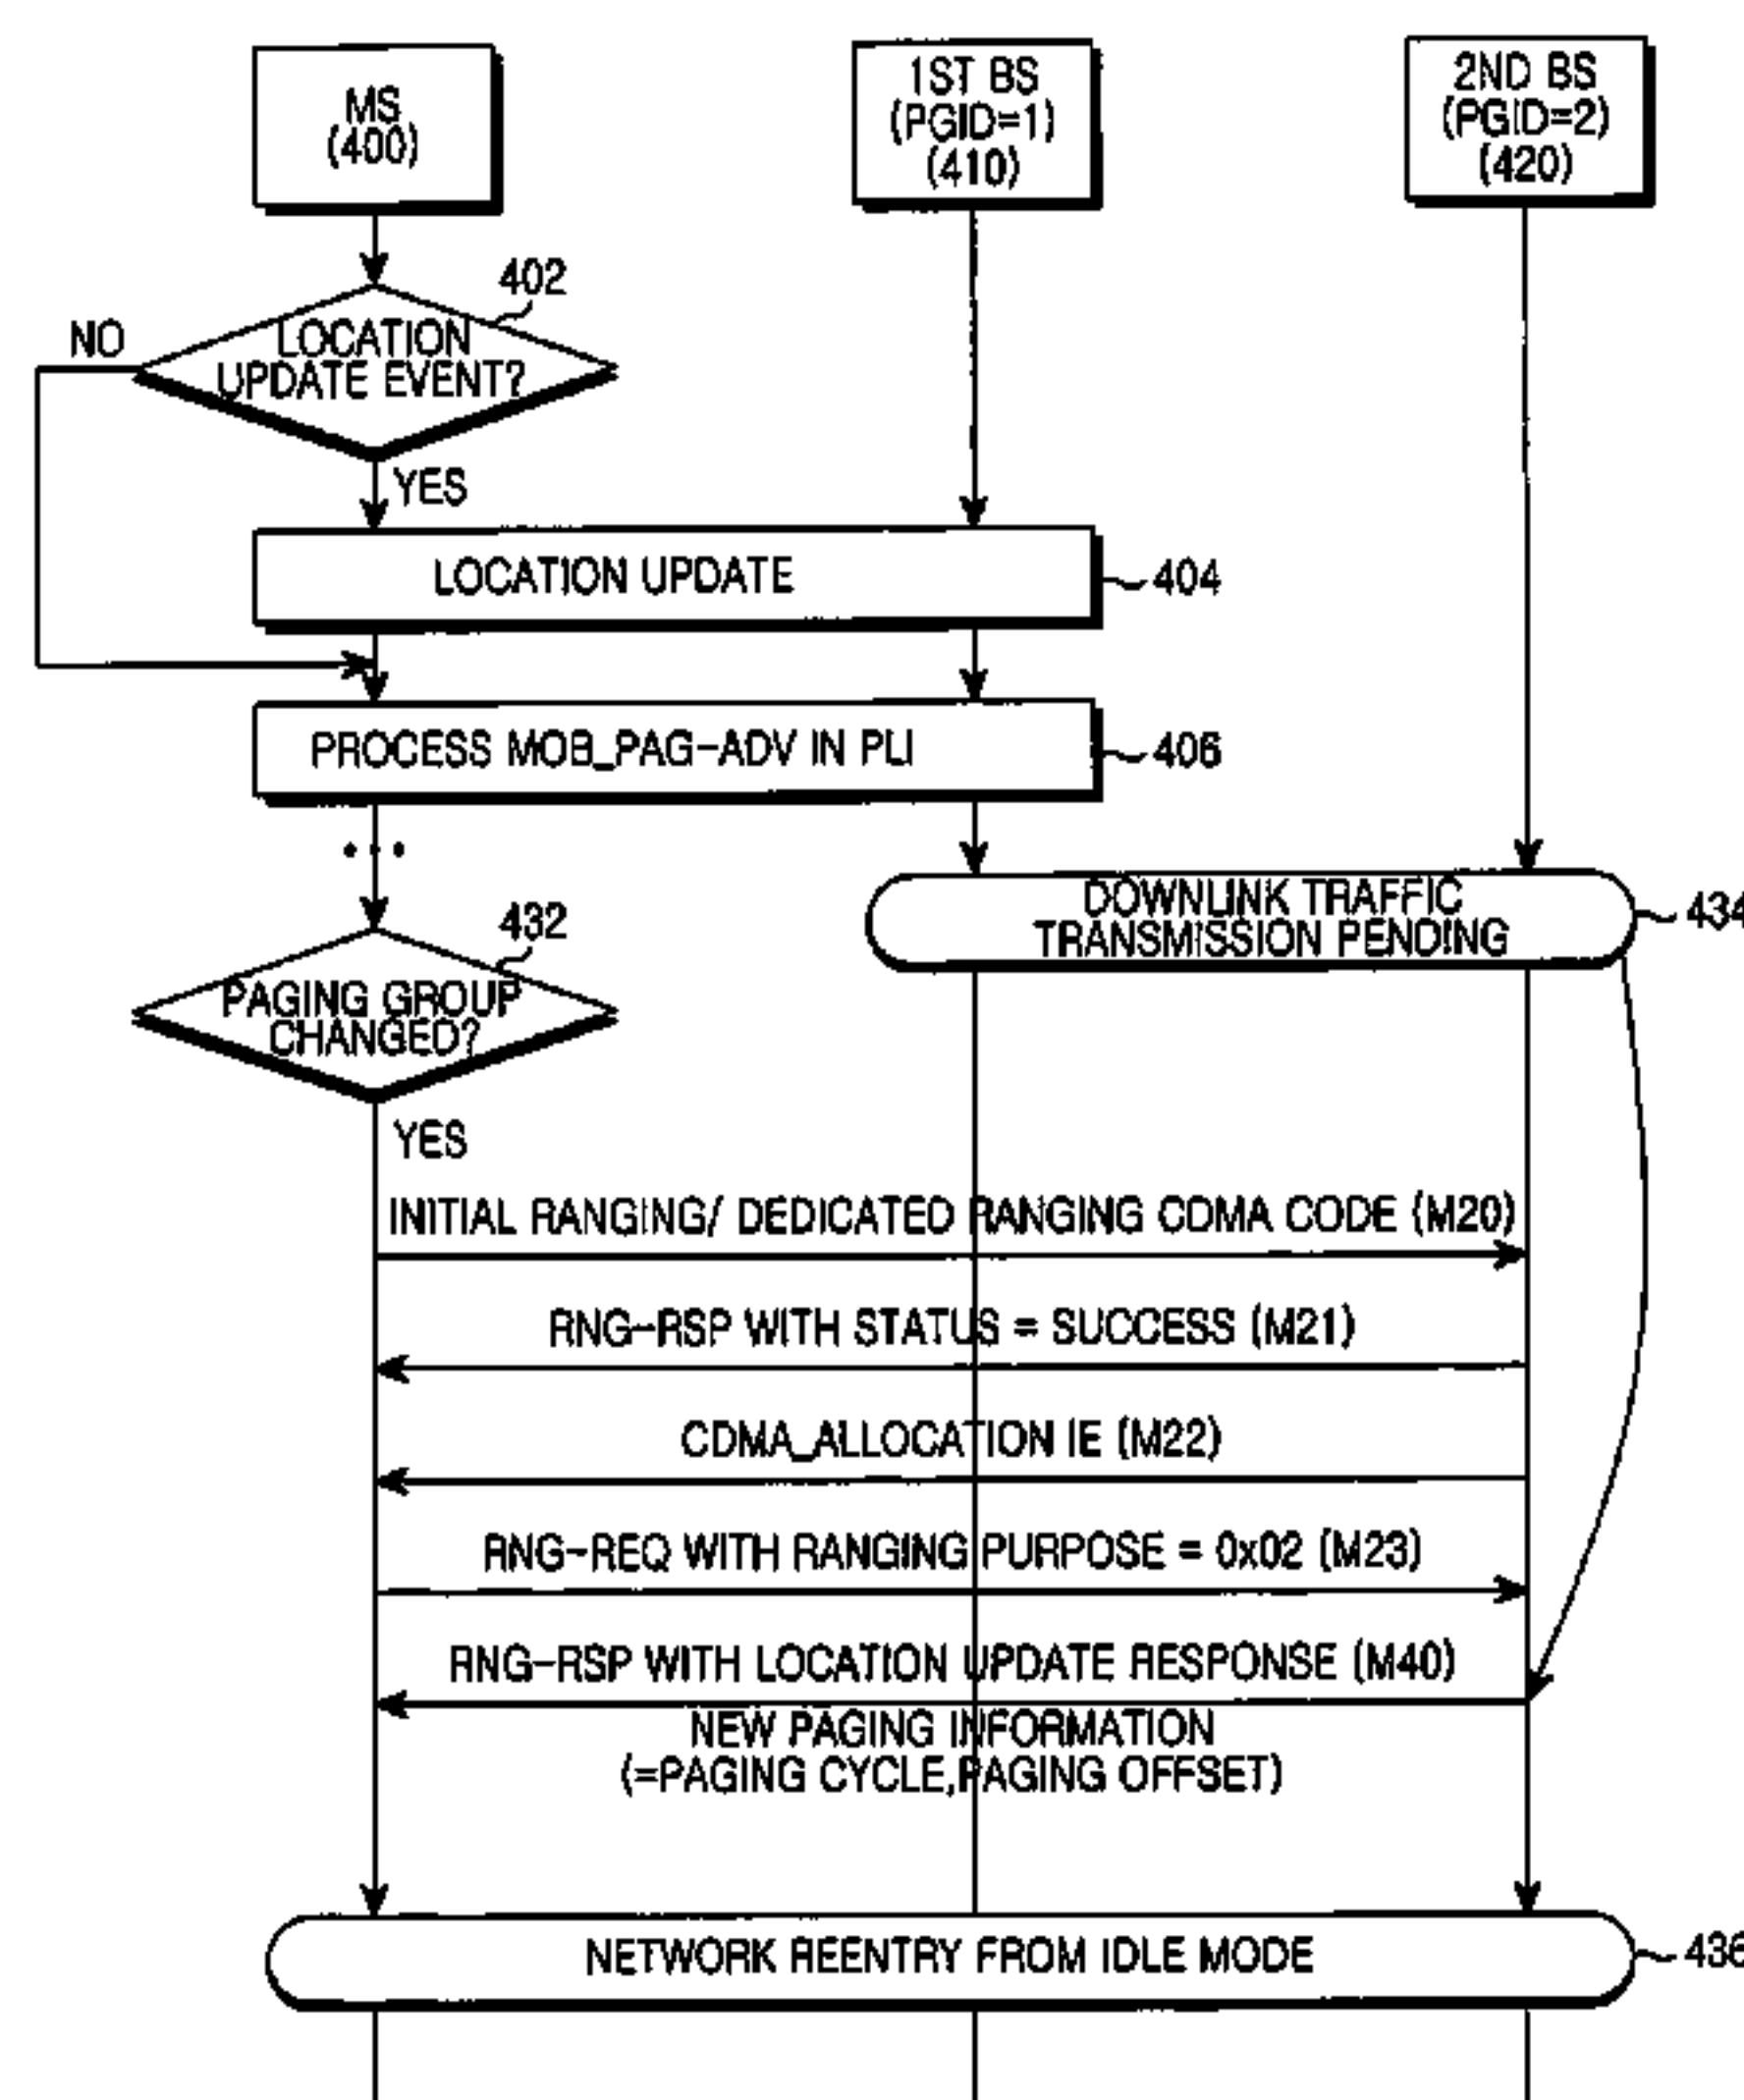 MS
(400)
1ST BS
(PGID=1)
(410)
2ND BS
(PGID=2)
(420)
402
NO
LOCATION
UPDATE EVENT?
YES
LOCATION UPDATE
404
PROCESS MOB_PAG-ADV IN PLI
406
...
DOWNLINK TRAFFIC
TRANSMISSION PENDING
434
432
PAGING GROUP
CHANGED?
YES
INITIAL RANGING/ DEDICATED RANGING CDMA CODE (M20)
RNG-RSP WITH STATUS = SUCCESS (M21)
CDMA_ALLOCATION IE (M22)
RNG-REQ WITH RANGING PURPOSE = 0x02 (M23)
RNG-RSP WITH LOCATION UPDATE RESPONSE (M40)
NEW PAGING INFORMATION
(=PAGING CYCLE,PAGING OFFSET)
NETWORK REENTRY FROM IDLE MODE
436